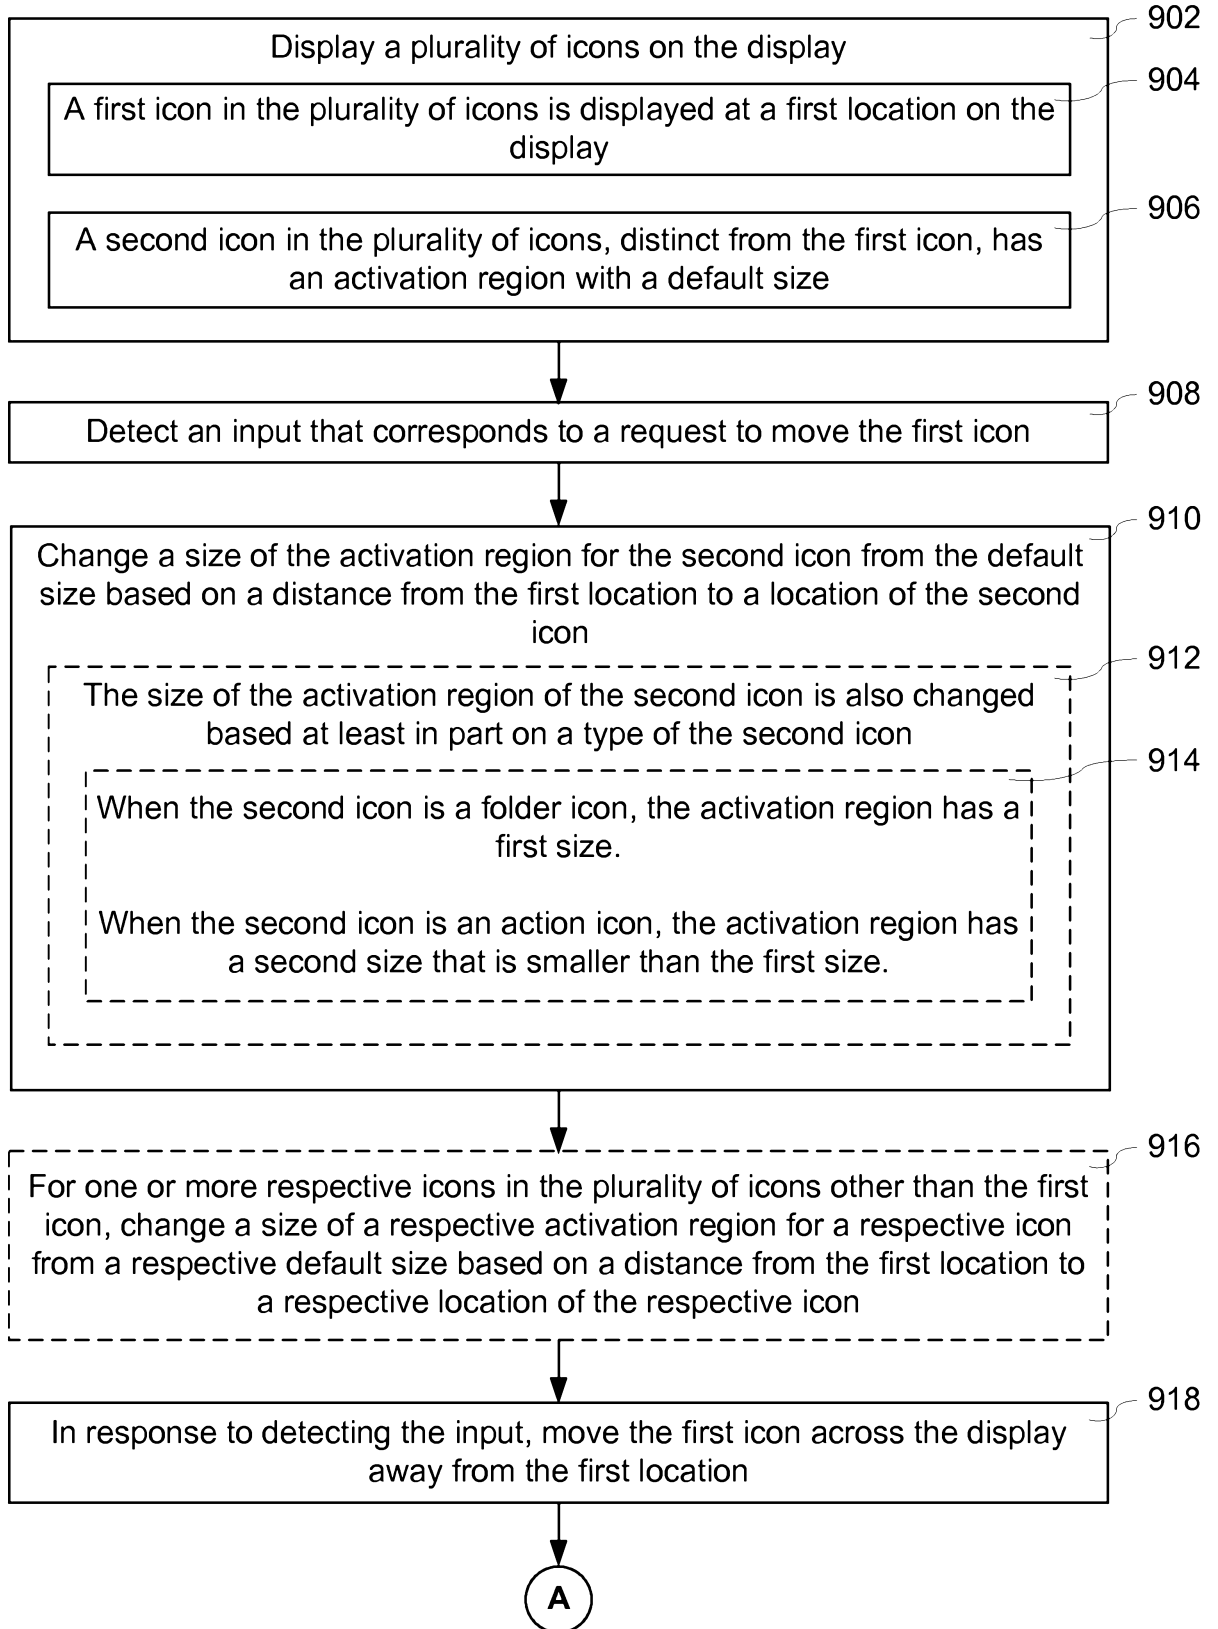 902
Display a plurality of icons on the display
904
A first icon in the plurality of icons is displayed at a first location on the
display
906
A second icon in the plurality of icons, distinct from the first icon, has
an activation region with a default size
908
Detect an input that corresponds to a request to move the first icon
910
Change a size of the activation region for the second icon from the default
size based on a distance from the first location to a location of the second
icon
912
The size of the activation region of the second icon is also changed
based at least in part on a type of the second icon
914
When the second icon is a folder icon, the activation region has a
first size.
When the second icon is an action icon, the activation region has
a second size that is smaller than the first size.
916
For one or more respective icons in the plurality of icons other than the first
icon, change a size of a respective activation region for a respective icon
from a respective default size based on a distance from the first location to
a respective location of the respective icon
918
In response to detecting the input, move the first icon across the display
away from the first location
A